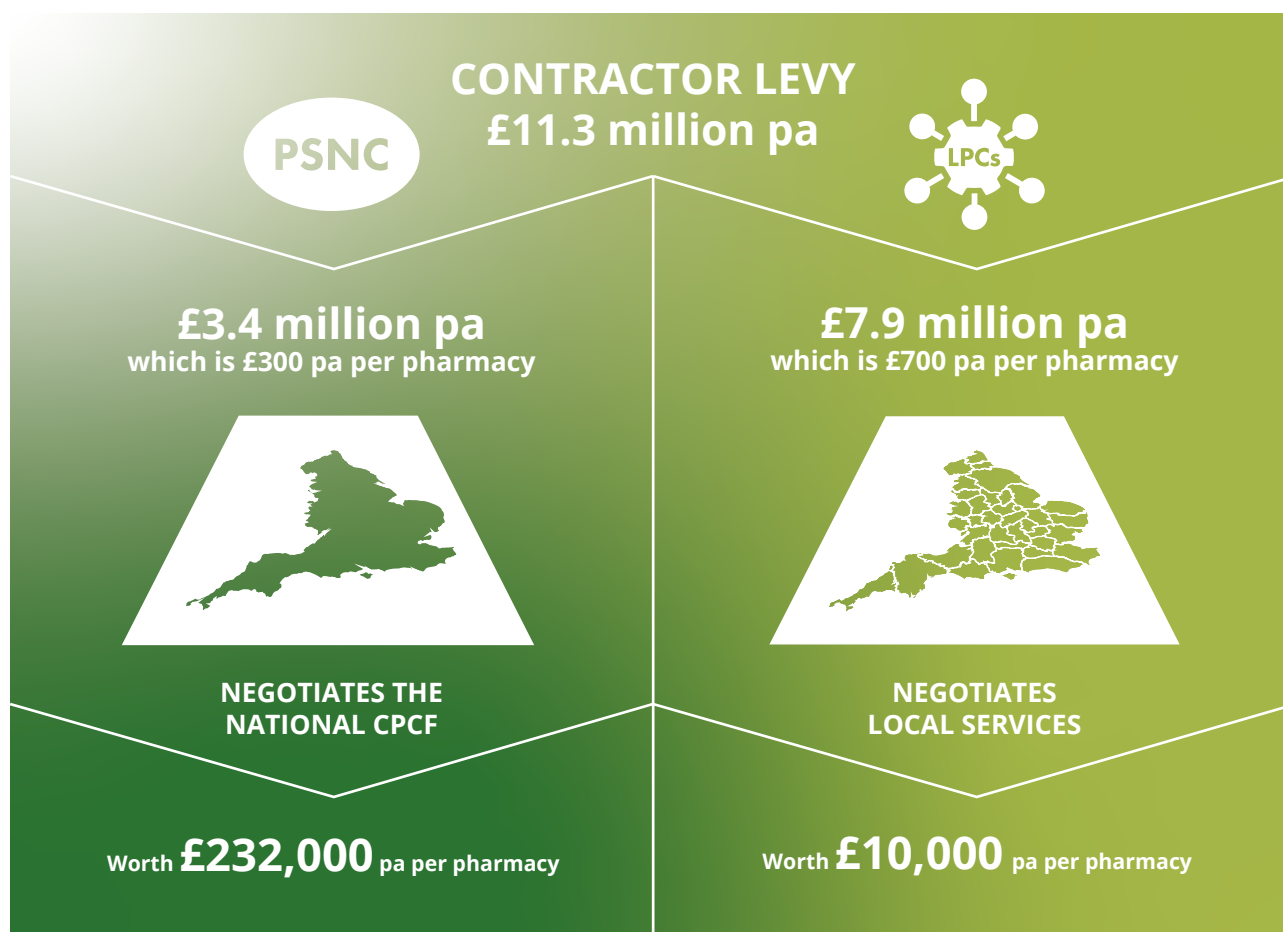 CONTRACTOR LEVY
£11.3 million pa
PSNC
LPCs
£3.4 million pa
which is £300 pa per pharmacy
£7.9 million pa
which is £700 pa per pharmacy
NEGOTIATES THE
NATIONAL CPCF
NEGOTIATES
LOCAL SERVICES
Worth £232,000 pa per pharmacy
Worth £10,000 pa per pharmacy